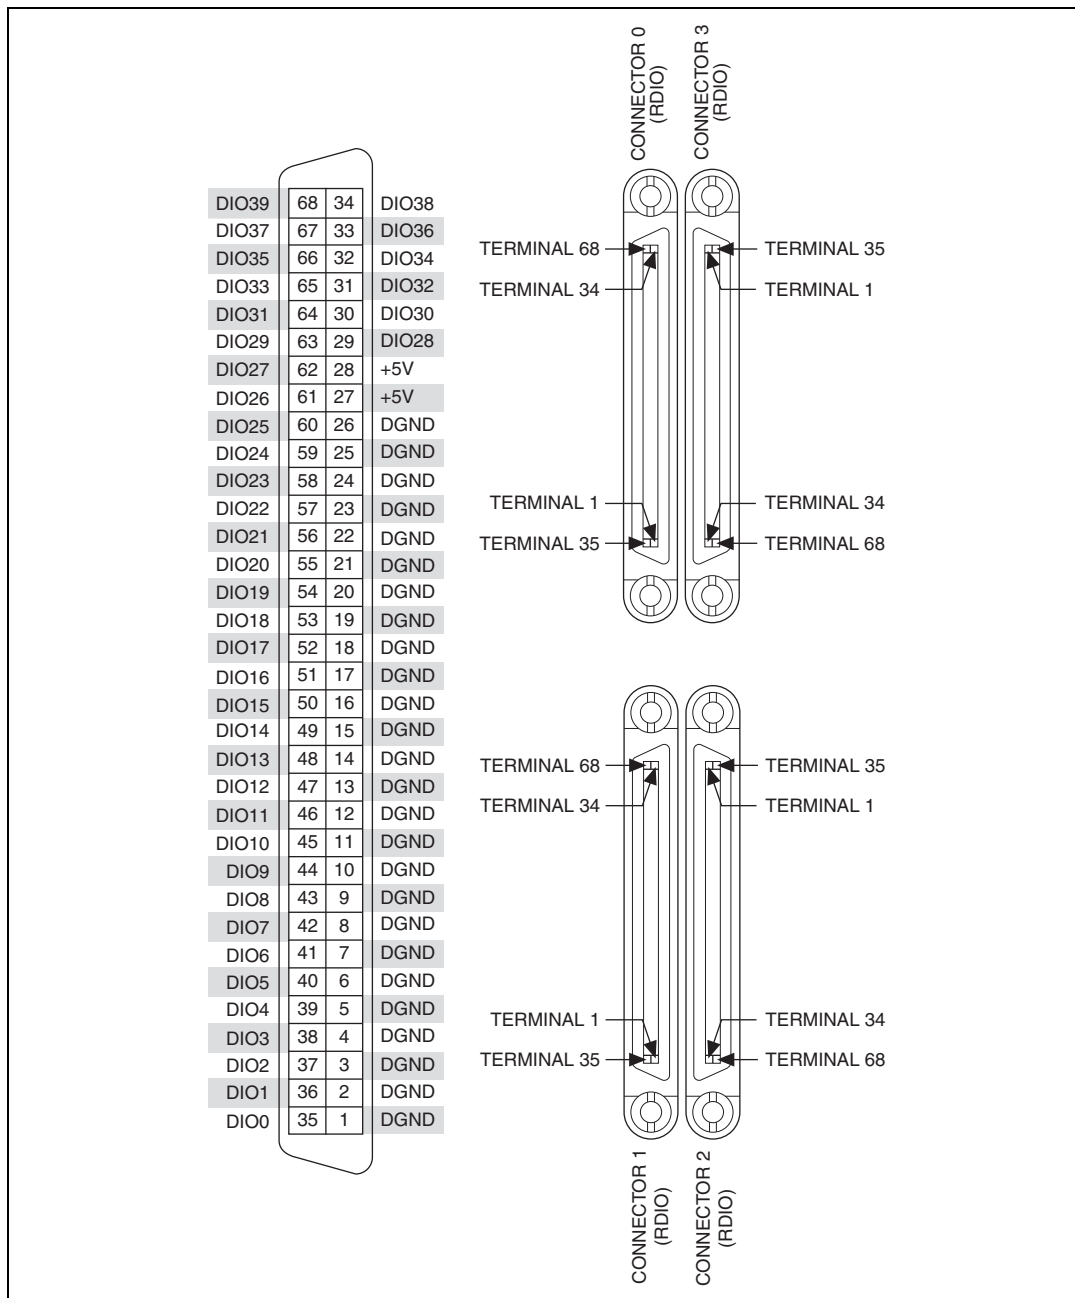 CONNECTOR 0
(RDIO)
CONNECTOR 3
(RDIO)
DIO39 68 34 DIO38
DIO37 67 33 DIO36
DIO35 66 32 DIO34
DIO33 65 31 DIO32
DIO31 64 30 DIO30
DIO29 63 29 DIO28
DIO27 62 28 +5V
DIO26 61 27 +5V
DIO25 60 26 DGND
DIO24 59 25 DGND
DIO23 58 24 DGND
DIO22 57 23 DGND
DIO21 56 22 DGND
DIO20 55 21 DGND
DIO19 54 20 DGND
DIO18 53 19 DGND
DIO17 52 18 DGND
DIO16 51 17 DGND
DIO15 50 16 DGND
DIO14 49 15 DGND
DIO13 48 14 DGND
DIO12 47 13 DGND
DIO11 46 12 DGND
DIO10 45 11 DGND
DIO9 44 10 DGND
DIO8 43 9 DGND
DIO7 42 8 DGND
DIO6 41 7 DGND
DIO5 40 6 DGND
DIO4 39 5 DGND
DIO3 38 4 DGND
DIO2 37 3 DGND
DIO1 36 2 DGND
DIO0 35 1 DGND
TERMINAL 68
TERMINAL 35
TERMINAL 34
TERMINAL 1
TERMINAL 1
TERMINAL 34
TERMINAL 35
TERMINAL 68
TERMINAL 68
TERMINAL 35
TERMINAL 34
TERMINAL 1
TERMINAL 1
TERMINAL 34
TERMINAL 35
TERMINAL 68
CONNECTOR 1
(RDIO)
CONNECTOR 2
(RDIO)